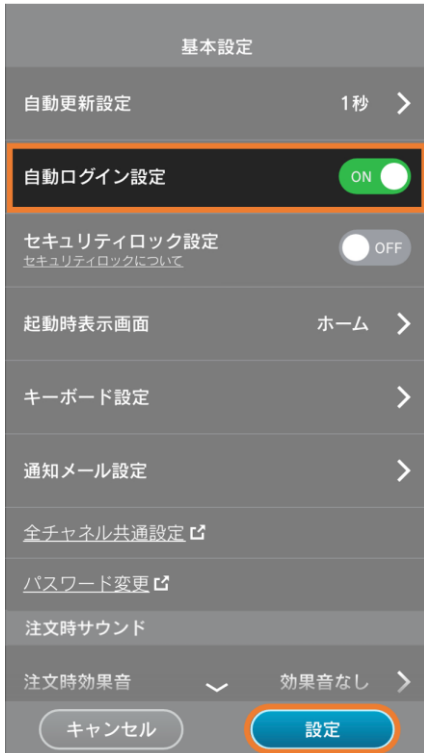 基本設定
自動更新設定 1秒
自動ログイン設定 ON
セキュリティロック設定 OFF
セキュリティロックについて
起動時表示画面 ホーム
キーボード設定
通知メール設定
全チャネル共通設定
パスワード変更
注文時サウンド
注文時効果音 効果音なし
キャンセル 設定